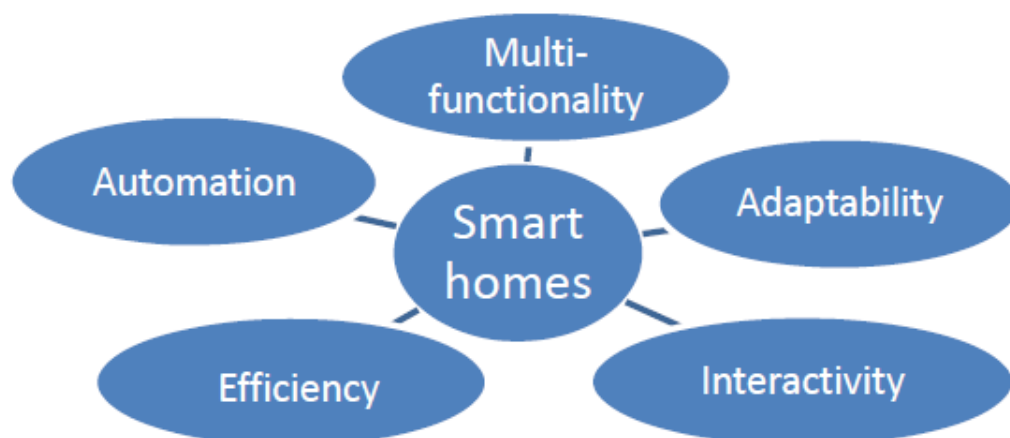 Multi-
functionality
Automation
Adaptability
Smart
homes
Efficiency
Interactivity